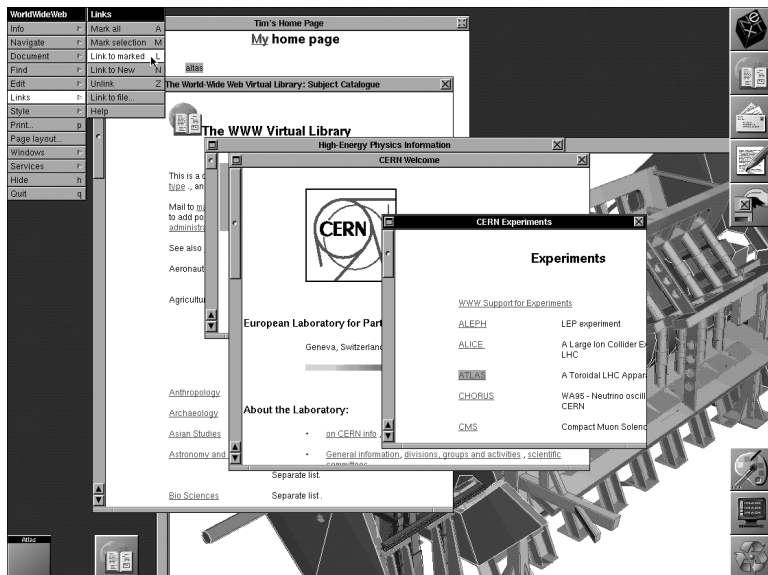 WorldWideWeb
Info
Navigate
Document
Find
Edit
Links
Style
Print... p
Page layout...
Windows
Services
Hide h
Quit q
Links
Mark all A
Mark selection M
Link to marked L
Link to New N
Unlink Z
Link to file...
Help
Tim's Home Page
My home page
atlas
The World-Wide Web Virtual Library: Subject Catalogue
The WWW Virtual Library
This is a
type ., an
Mail to
to add po
administra
See also
Aeronaut
Agricultu
Anthropology
Archaeology
Asian Studies
Astronomy and
Separate list.
Bio Sciences Separate list .
High-Energy Physics Information
CERN Welcome
CERN
European Laboratory for Part
Geneva, Switzerland
About the Laboratory:
· on CERN info
· General information, divisions, groups and activities , scientific
committees
CERN Experiments
Experiments
WWW Support for Experiments
ALEPH LEP experiment
ALICE A Large Ion Collider Ex
LHC
ATLAS A Toroidal LHC Appar
CHORUS WA95 - Neutrino oscill
CERN
CMS Compact Muon Soleno
Atlas